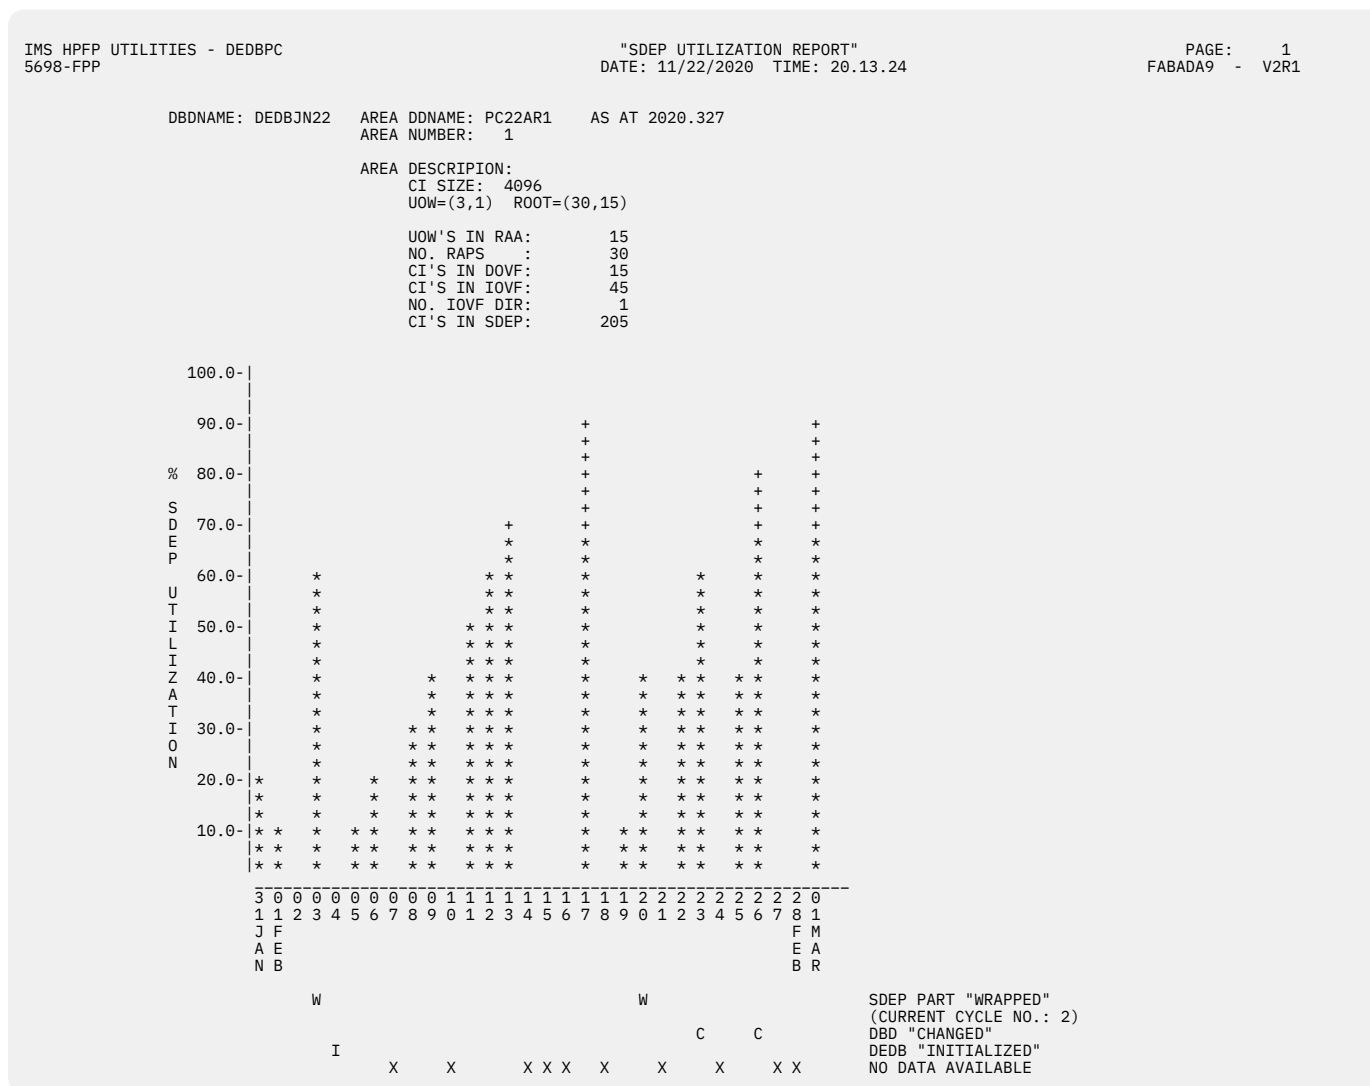 IMS HPFP UTILITIES - DEDBPC "SDEP UTILIZATION REPORT" PAGE: 1
5698-FPP DATE: 11/22/2020 TIME: 20.13.24 FABADA9 - V2R1
DBDNAME: DEDBJN22 AREA DDNAME: PC22AR1 AS AT 2020.327
AREA NUMBER: 1
AREA DESCRIPION:
CI SIZE: 4096
UOW=(3,1) ROOT=(30,15)
UOW'S IN RAA: 15
NO. RAPS : 30
CI'S IN DOVF: 15
CI'S IN IOVF: 45
NO. IOVF DIR: 1
CI'S IN SDEP: 205
100.0-|
|
|
90.0-| + +
| + +
| + +
% 80.0-| + + +
| + + +
S | + + +
D 70.0-| + + + +
E | * * * *
P | * * * *
60.0-| * * * * * * *
U | * * * * * * *
T | * * * * * * *
I 50.0-| * * * * * * * *
L | * * * * * * * *
I | * * * * * * * *
Z 40.0-| * * * * * * * * * * * *
A | * * * * * * * * * * * *
T | * * * * * * * * * * * *
I 30.0-| * * * * * * * * * * * * *
O | * * * * * * * * * * * * *
N | * * * * * * * * * * * * *
20.0-|* * * * * * * * * * * * * * *
|* * * * * * * * * * * * * * *
|* * * * * * * * * * * * * * *
10.0-|* * * * * * * * * * * * * * * * * *
|* * * * * * * * * * * * * * * * * *
|* * * * * * * * * * * * * * * * * *
3 0 0 0 0 0 0 0 0 0 1 1 1 1 1 1 1 1 1 1 2 2 2 2 2 2 2 2 2 0
1 1 2 3 4 5 6 7 8 9 0 1 2 3 4 5 6 7 8 9 0 1 2 3 4 5 6 7 8 1
J F F M
A E E A
N B B R
W W SDEP PART "WRAPPED"
(CURRENT CYCLE NO.: 2)
C C DBD "CHANGED"
I DEDB "INITIALIZED"
X X X X X X X X X X NO DATA AVAILABLE